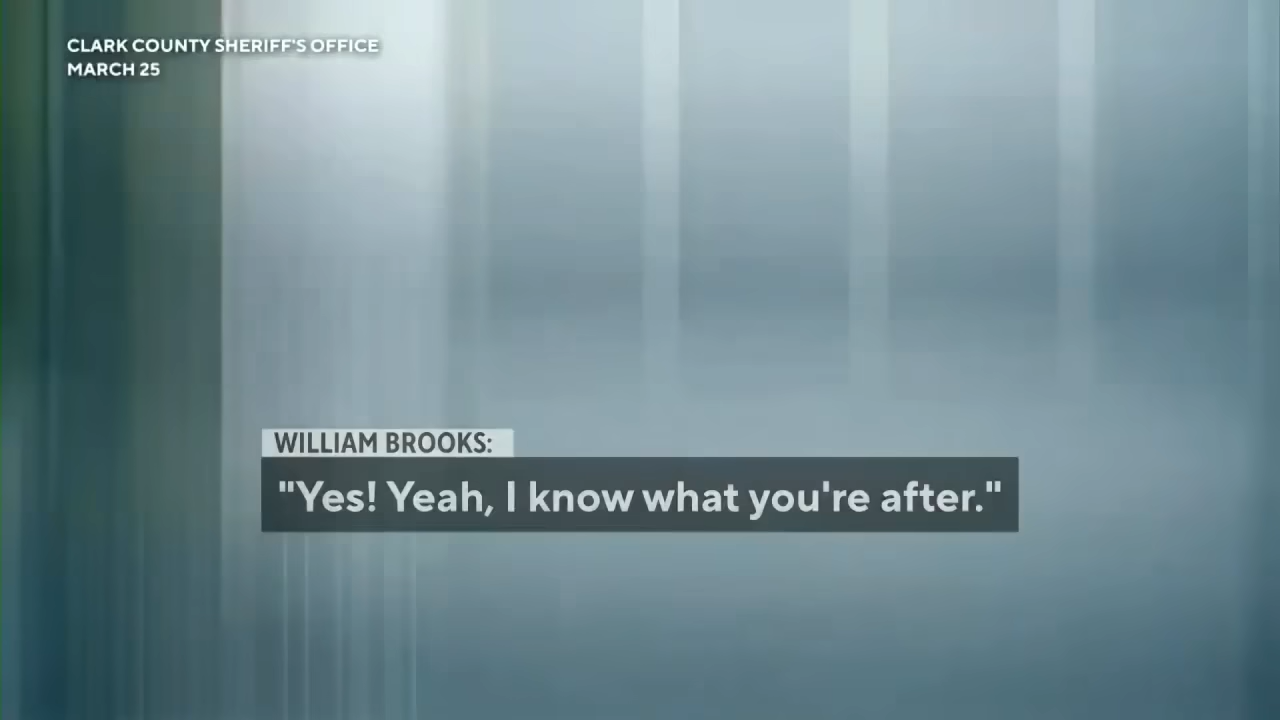 CLARK COUNTY SHERIFF'S OFFICE
MARCH 25
WILLIAM BROOKS:
"Yes! Yeah, I know what you're after."